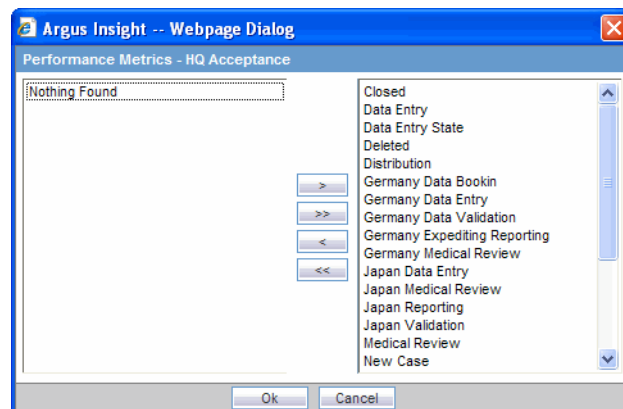 Argus Insight -- Webpage Dialog
Performance Metrics - HQ Acceptance
Nothing Found
>
>>
<
<<
Closed
Data Entry
Data Entry State
Deleted
Distribution
Germany Data Bookin
Germany Data Entry
Germany Data Validation
Germany Expediting Reporting
Germany Medical Review
Japan Data Entry
Japan Medical Review
Japan Reporting
Japan Validation
Medical Review
New Case
Ok Cancel